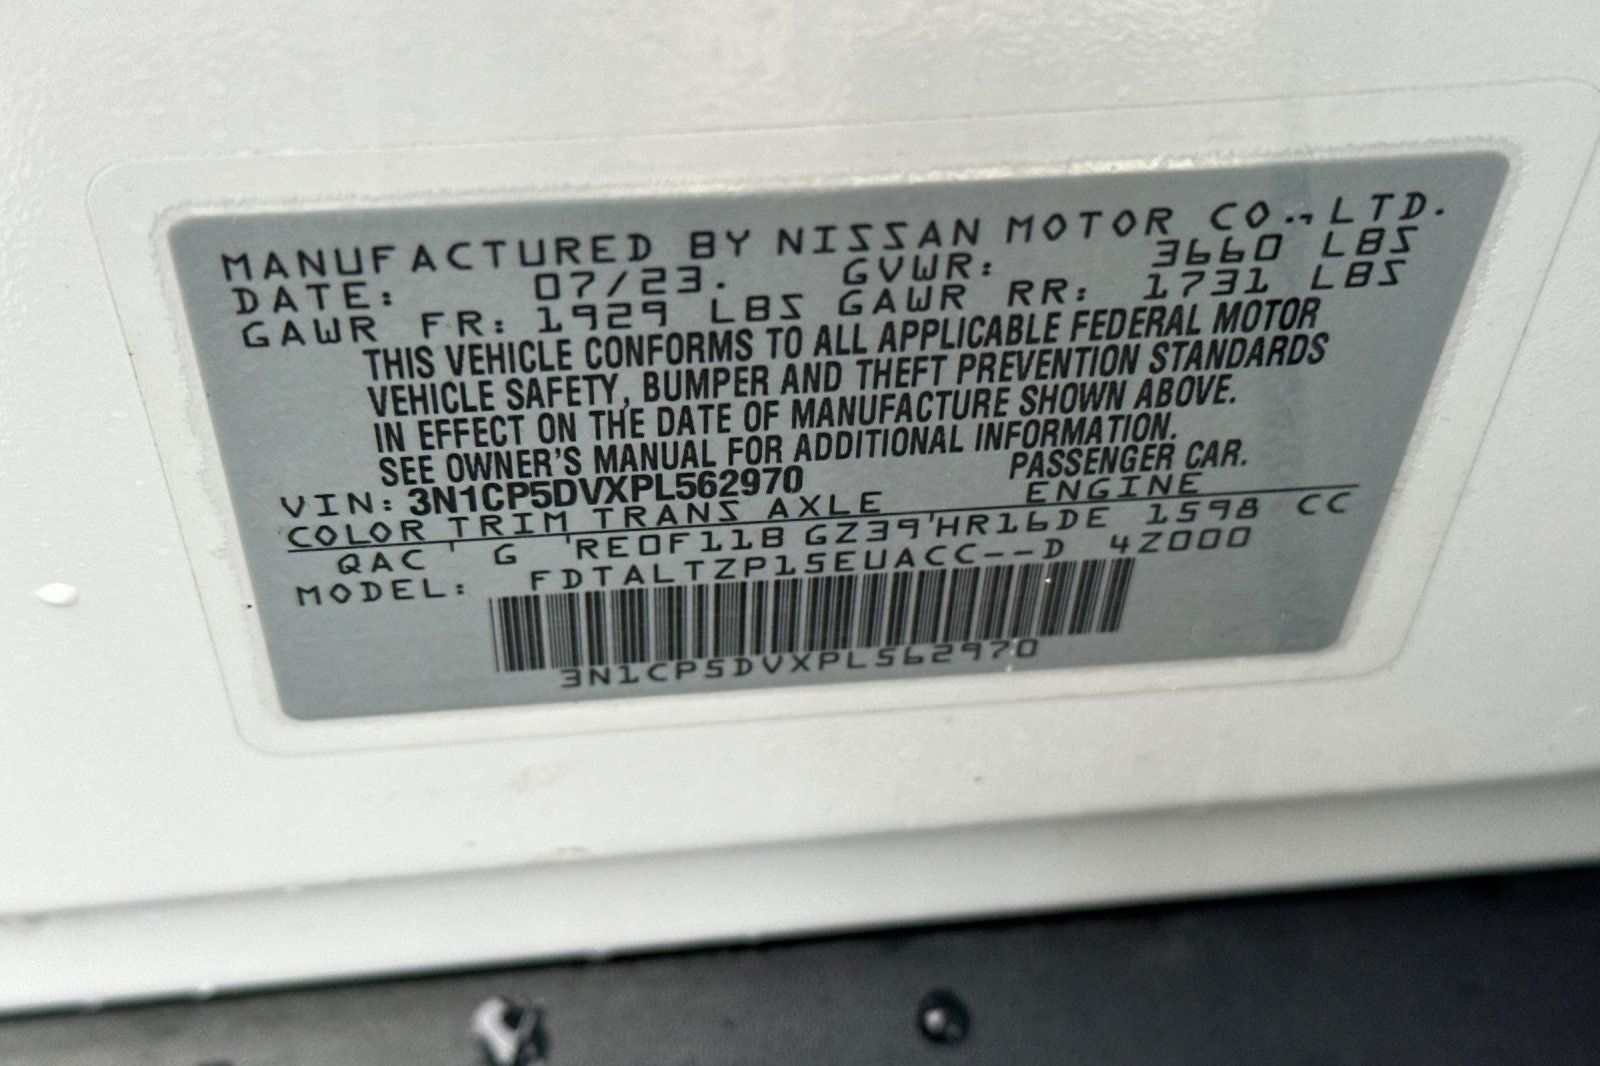 MANUFACTURED BY NISSAN MOTOR CO., LTD.
DATE: 07/23. GVWR: 3660 LBS
GAWR FR: 1929 LBS GAWR RR: 1731 LBS
THIS VEHICLE CONFORMS TO ALL APPLICABLE FEDERAL MOTOR
VEHICLE SAFETY, BUMPER AND THEFT PREVENTION STANDARDS
IN EFFECT ON THE DATE OF MANUFACTURE SHOWN ABOVE.
SEE OWNER'S MANUAL FOR ADDITIONAL INFORMATION.
VIN: 3N1CP5DVXPL562970 PASSENGER CAR.
COLOR TRIM TRANS AXLE ENGINE
QAC ' G 'RE0F11B GZ39'HR16DE 1598 CC
MODEL: FDTALTZP15EUACC--D 4Z000
3N1CP5DVXPL562970